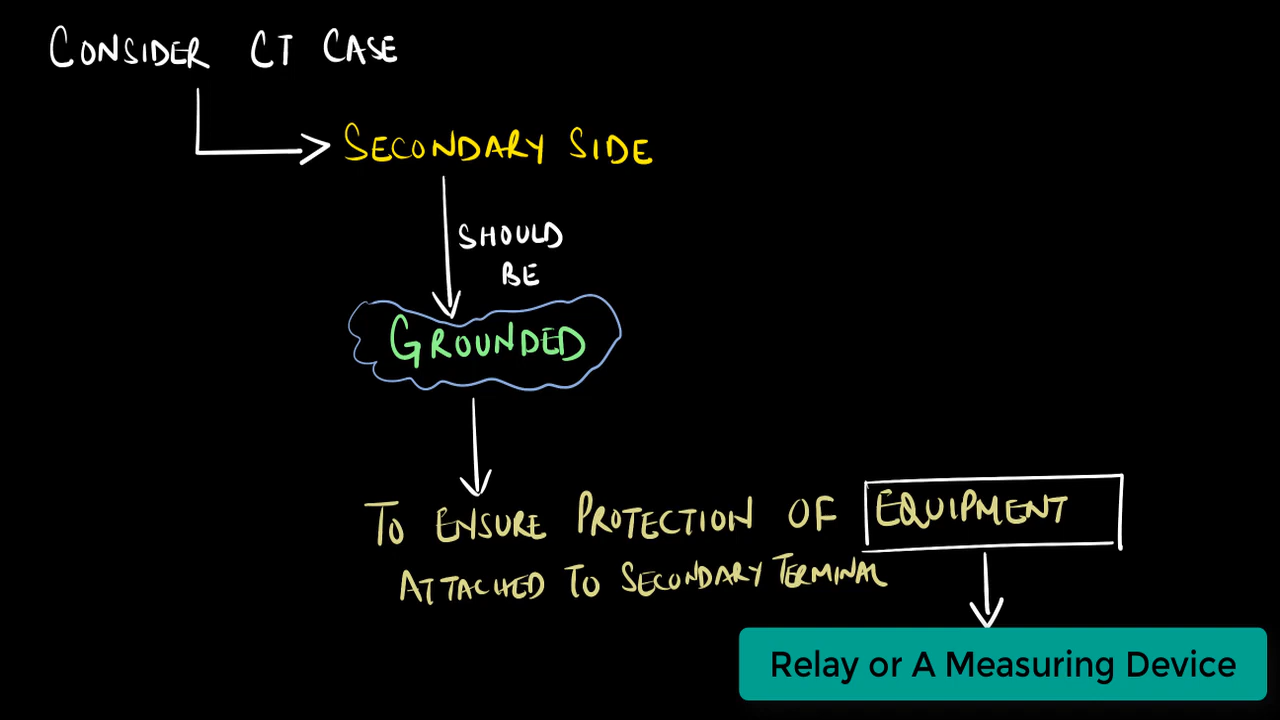 CONSIDER CT CASE
SECONDARY SIDE
SHOULD
BE
GROUNDED
TO ENSURE PROTECTION OF EQUIPMENT
ATTACHED TO SECONDARY TERMINAL
Relay or A Measuring Device